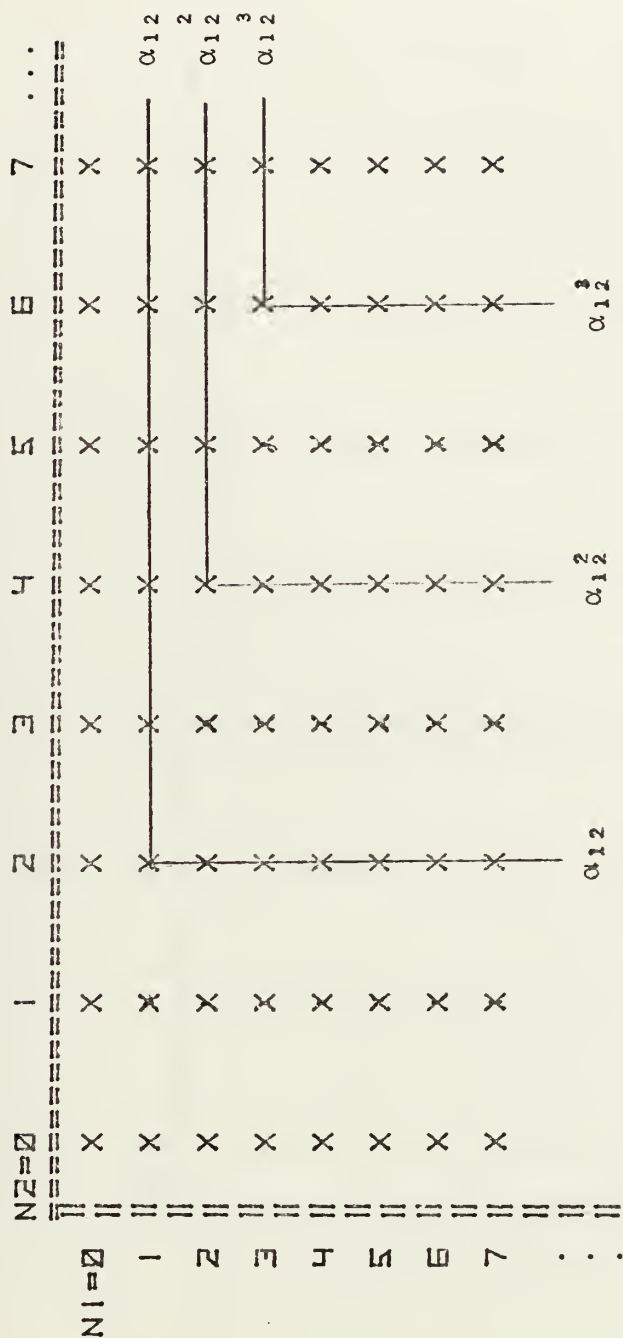 N2=0 1 2 3 4 5 6 7 ...
N1=0 X X X X X X X X
1 X X X X X X X X α₁₂
2 X X X X X X X X α₁₂²
3 X X X X X X X X α₁₂³
4 X X X X X X X X
5 X X X X X X X X
6 X X X X X X X X
7 X X X X X X X X
...
α₁₂ α₁₂² α₁₂³